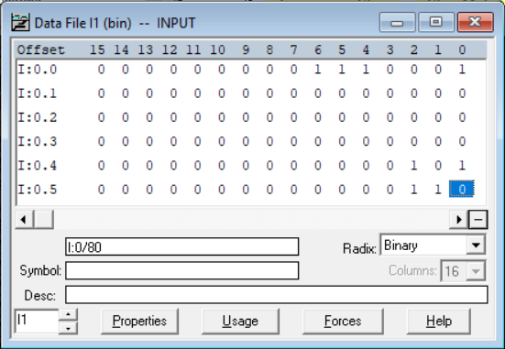 Data File I1 (bin) -- INPUT
Offset 15 14 13 12 11 10 9 8 7 6 5 4 3 2 1 0
I:0.0 0 0 0 0 0 0 0 0 0 1 1 1 0 0 0 1
I:0.1 0 0 0 0 0 0 0 0 0 0 0 0 0 0 0 0
I:0.2 0 0 0 0 0 0 0 0 0 0 0 0 0 0 0 0
I:0.3 0 0 0 0 0 0 0 0 0 0 0 0 0 0 0 0
I:0.4 0 0 0 0 0 0 0 0 0 0 0 0 0 1 0 1
I:0.5 0 0 0 0 0 0 0 0 0 0 0 0 0 1 1 0
I:0/80 Radix: Binary
Symbol: Columns: 16
Desc:
I1 Properties Usage Forces Help